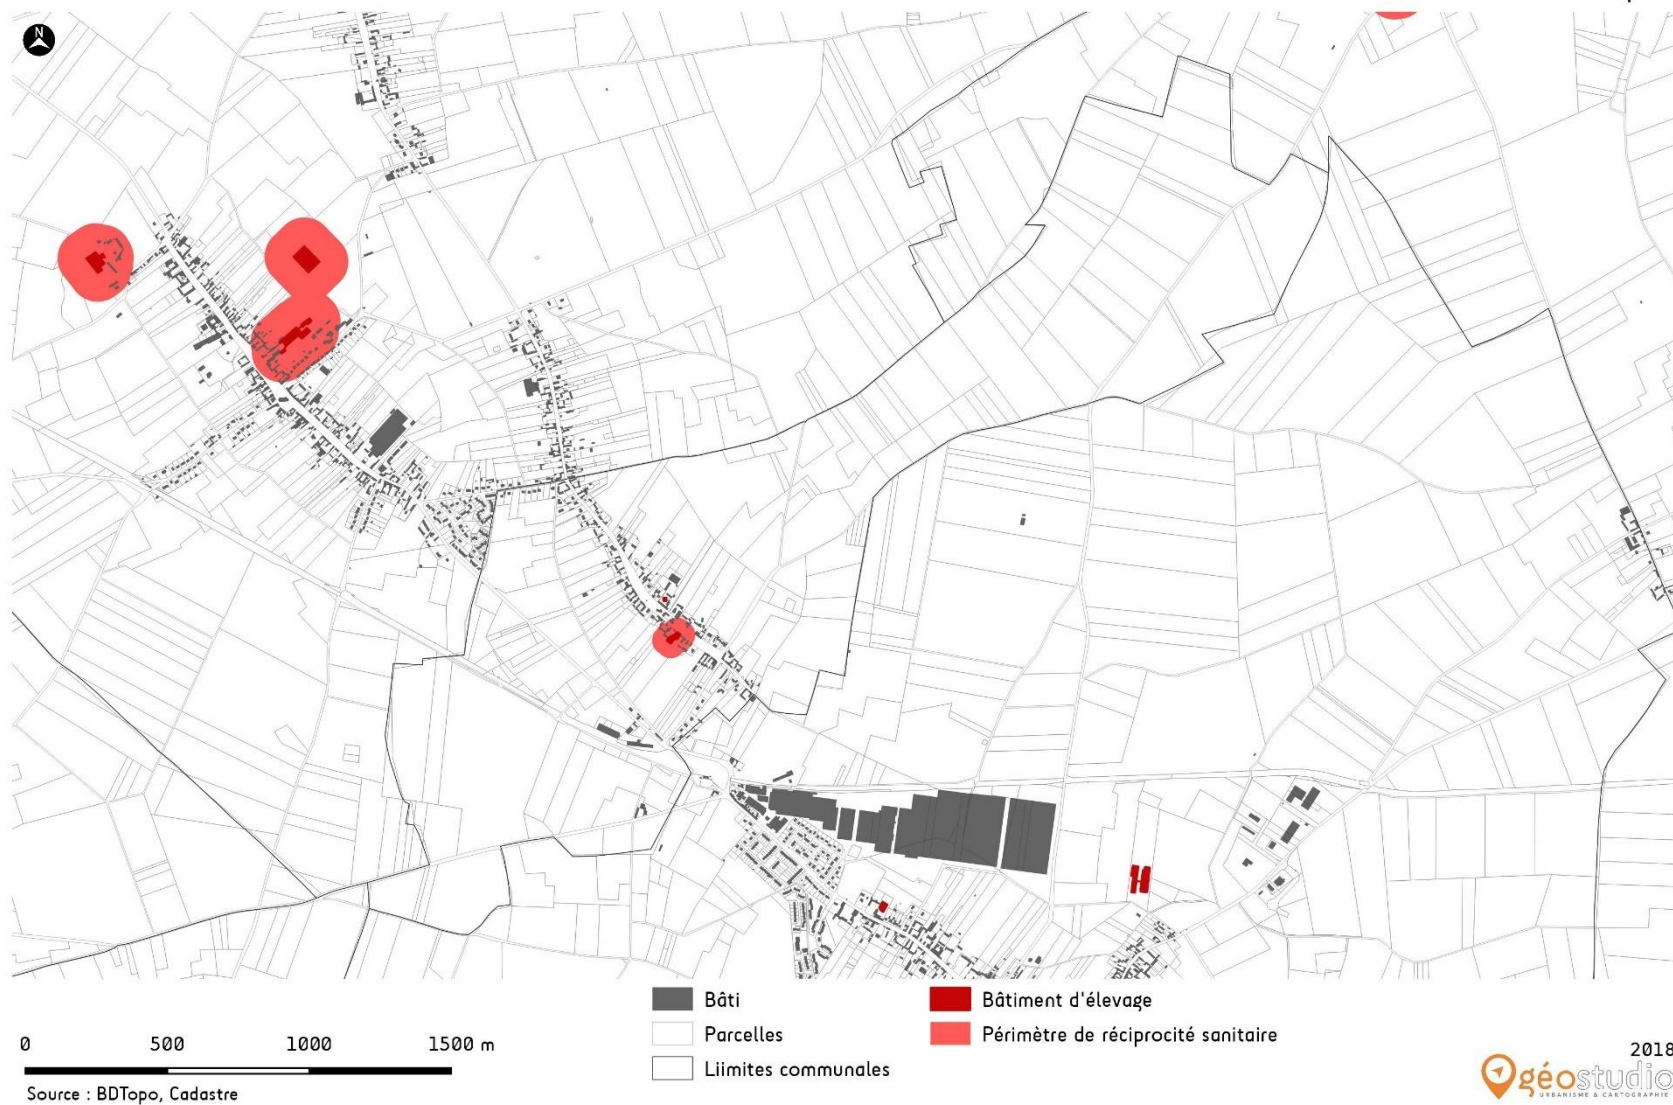 N
Bâti
Bâtiment d'élevage
Parcelles
Périmètre de réciprocité sanitaire
Liimites communales
0 500 1000 1500 m
Source : BDTopo, Cadastre
2018
géostudio
URBANISME & CARTOGRAPHIE